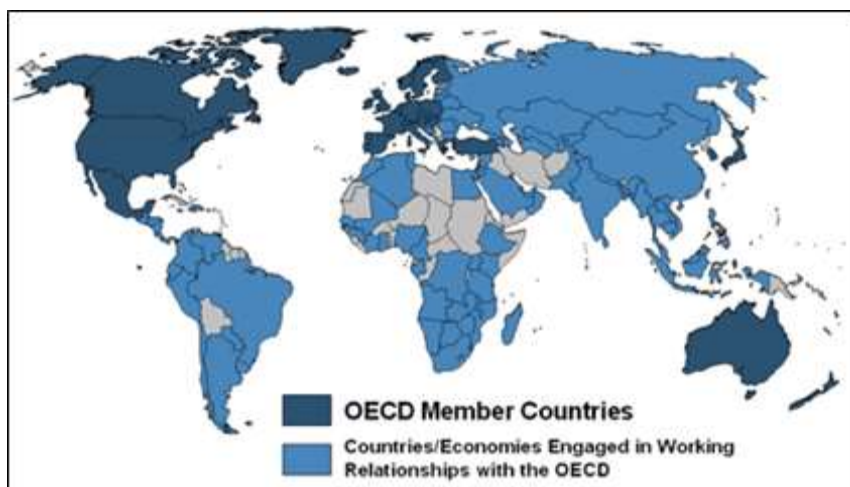 OECD Member Countries
Countries/Economies Engaged in Working
Relationships with the OECD